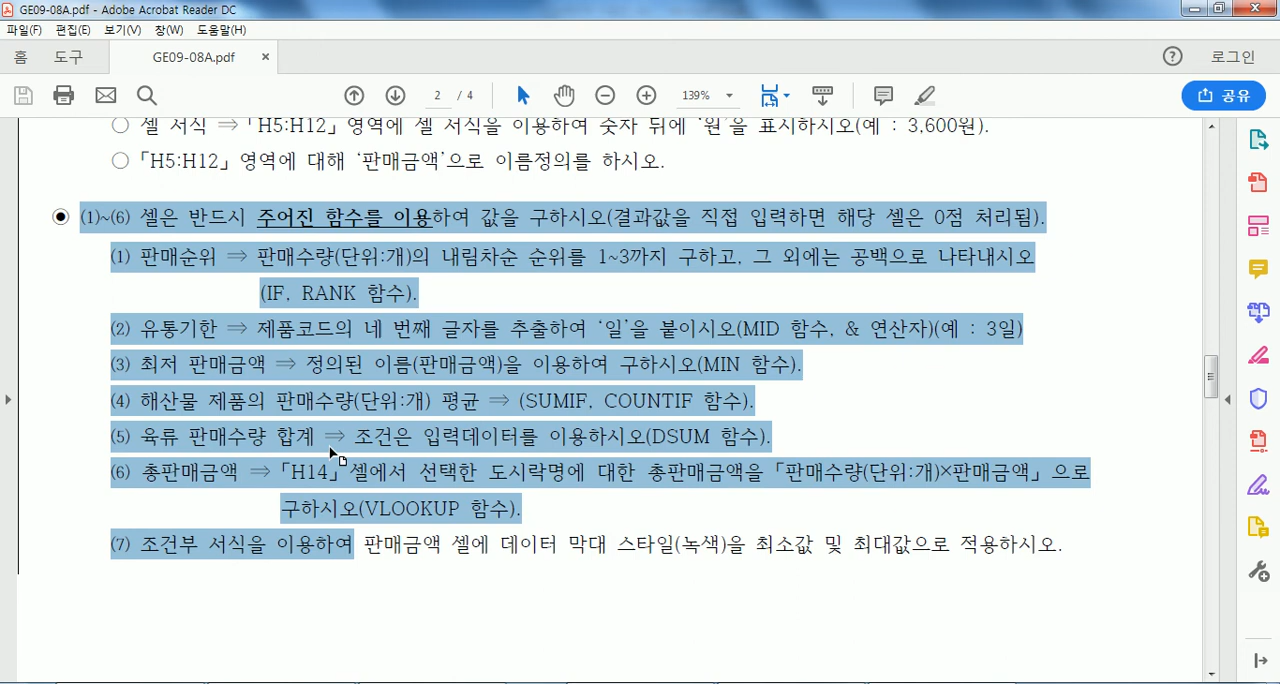 GE09-08A.pdf - Adobe Acrobat Reader DC
파일(F) 편집(E) 보기(V) 창(W) 도움말(H)
홈 도구 GE09-08A.pdf × 로그인
2 / 4 139% 공유
○ 셀 서식 ⇒ 「H5:H12」 영역에 셀 서식을 이용하여 숫자 뒤에 ‘원’을 표시하시오(예 : 3,600원).
○ 「H5:H12」 영역에 대해 ‘판매금액’으로 이름정의를 하시오.
⦿ (1)~(6) 셀은 반드시 주어진 함수를 이용하여 값을 구하시오(결과값을 직접 입력하면 해당 셀은 0점 처리됨).
(1) 판매순위 ⇒ 판매수량(단위:개)의 내림차순 순위를 1~3까지 구하고, 그 외에는 공백으로 나타내시오
(IF, RANK 함수).
(2) 유통기한 ⇒ 제품코드의 네 번째 글자를 추출하여 ‘일’을 붙이시오(MID 함수, & 연산자)(예 : 3일)
(3) 최저 판매금액 ⇒ 정의된 이름(판매금액)을 이용하여 구하시오(MIN 함수).
(4) 해산물 제품의 판매수량(단위:개) 평균 ⇒ (SUMIF, COUNTIF 함수).
(5) 육류 판매수량 합계 ⇒ 조건은 입력데이터를 이용하시오(DSUM 함수).
(6) 총판매금액 ⇒ 「H14」 셀에서 선택한 도시락명에 대한 총판매금액을 「판매수량(단위:개)×판매금액」 으로
구하시오(VLOOKUP 함수).
(7) 조건부 서식을 이용하여 판매금액 셀에 데이터 막대 스타일(녹색)을 최소값 및 최대값으로 적용하시오.